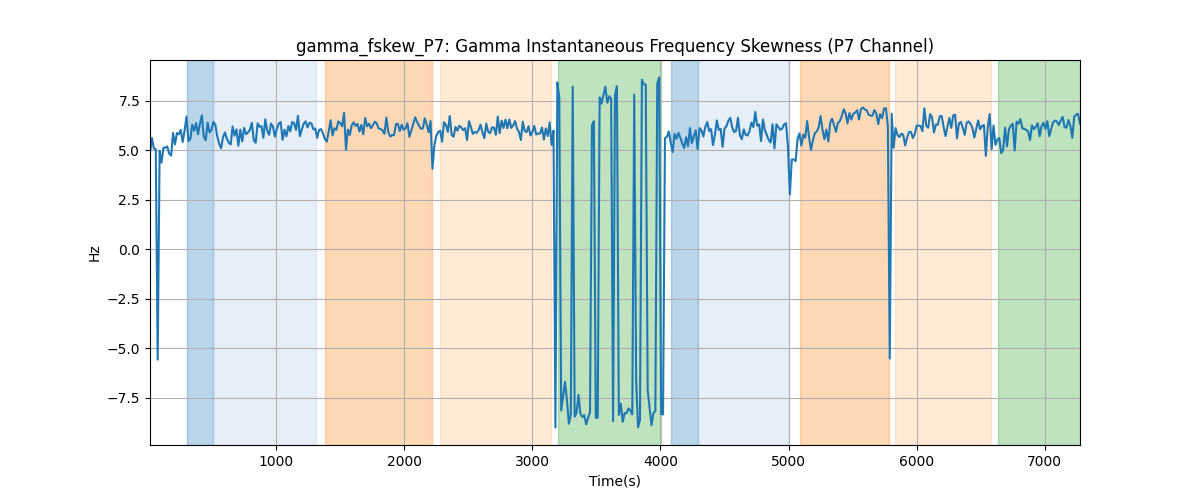 gamma_fskew_P7: Gamma Instantaneous Frequency Skewness (P7 Channel)
7.5
5.0
2.5
0.0
−2.5
−5.0
−7.5
Hz
1000 2000 3000 4000 5000 6000 7000
Time(s)